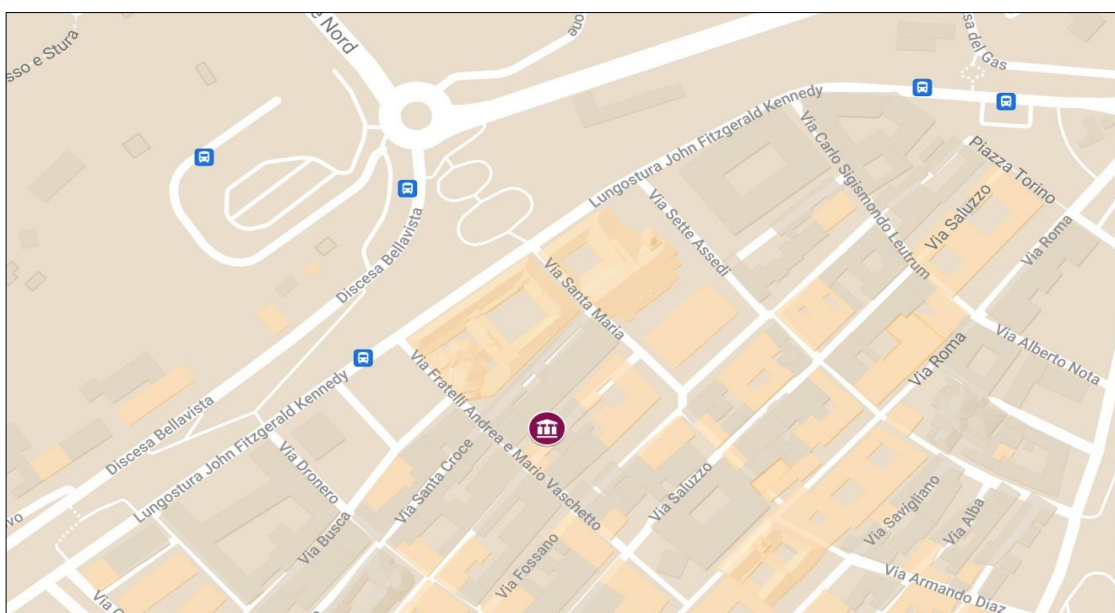 sso e Stura
e Nord
one
sa del Gas
Lungostura John Fitzgerald Kennedy
Via Carlo Sigismondo Leutrum
Piazza Torino
Via Saluzzo
Via Roma
Via Sette Assedi
Discesa Bellavista
Via Santa Maria
Via Alberto Nota
Via Roma
Via Fratelli Andrea e Mario Vaschetto
Discesa Bellavista
Lungostura John Fitzgerald Kennedy
Via Dronero
Via Santa Croce
Via Saluzzo
Via Savigliano
Via Alba
ivo
Via Busca
Via Fossano
Via Armando Diaz